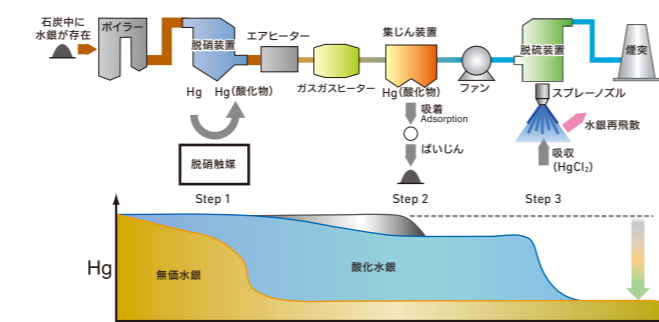 石炭中に
水銀が存在
ボイラー
脱硝装置
エアヒーター
ガスガスヒーター
集じん装置
ファン
脱硫装置
煙突
Hg
Hg(酸化物)
Hg(酸化物)
スプレーノズル
吸着
Adsorption
水銀再飛散
ばいじん
吸収
(HgCl₂)
脱硝触媒
Step 1
Step 2
Step 3
Hg
無価水銀
酸化水銀